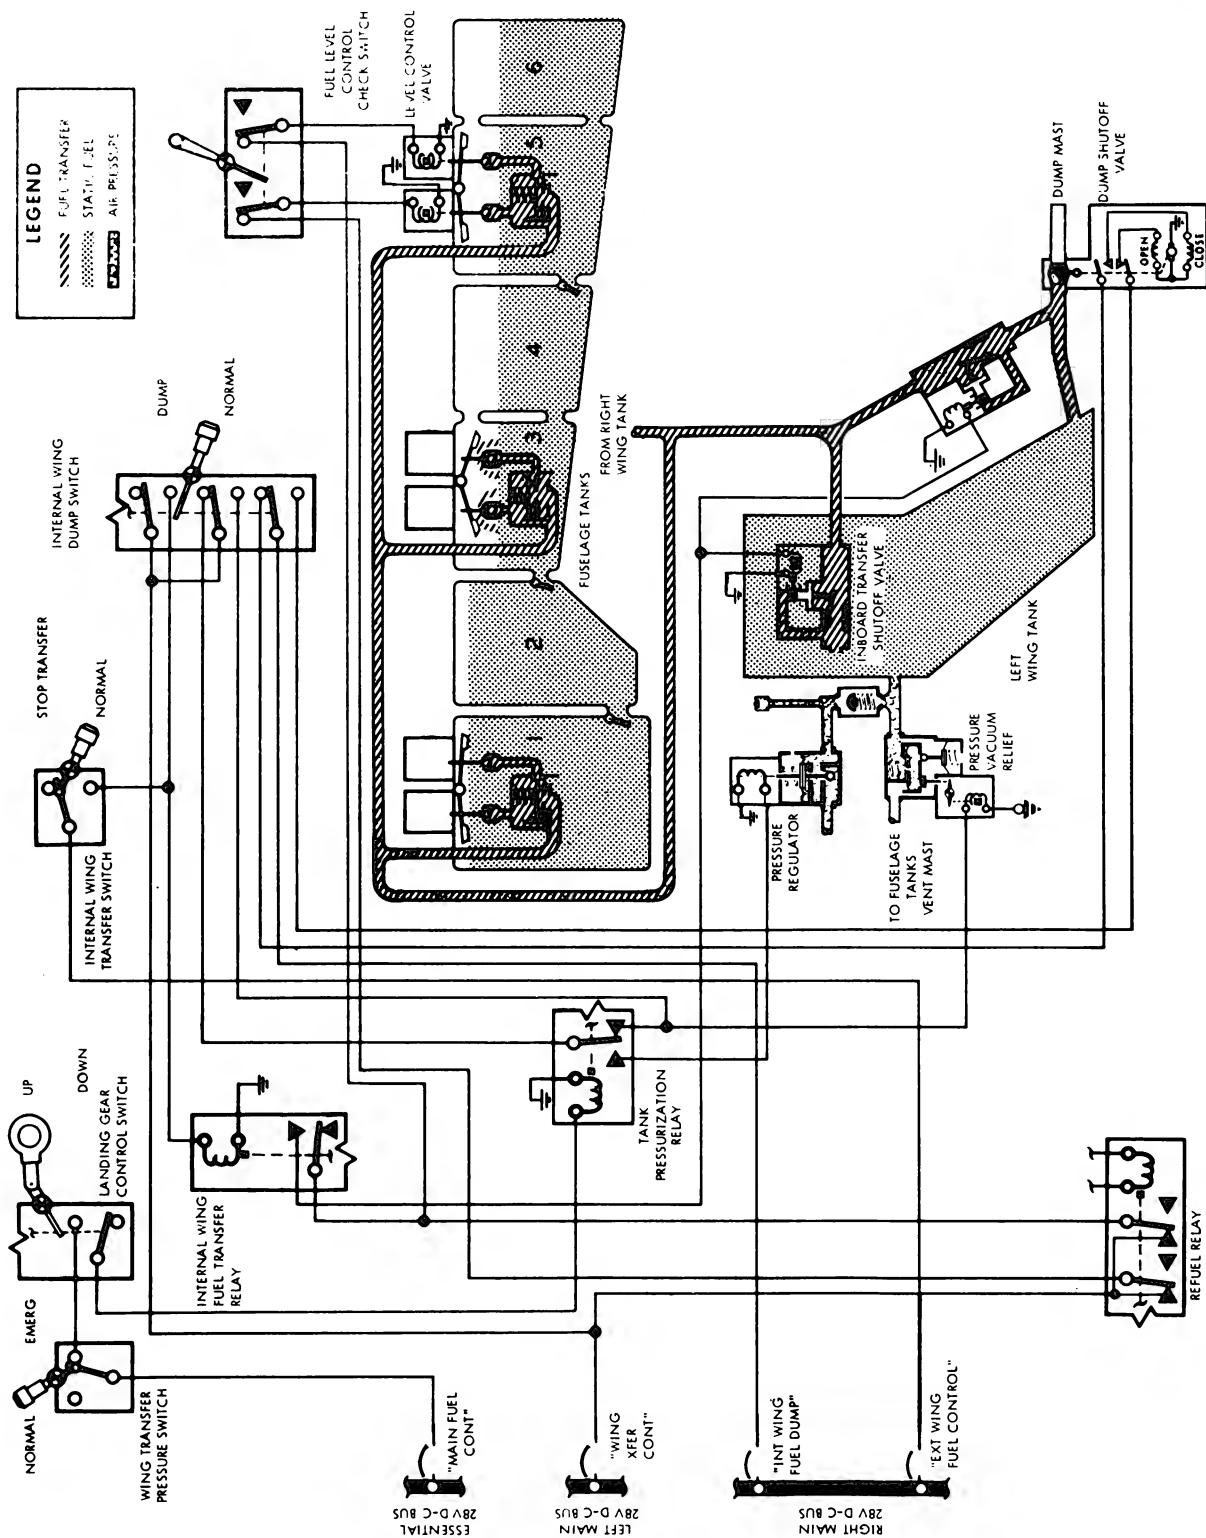 LEGEND
FUEL TRANSFER
STATIC FUEL
AIR PRESSURE
FUEL LEVEL
CONTROL
CHECK SWITCH
LEVEL CONTROL
VALVE
DUMP
NORMAL
INTERNAL WING
DUMP SWITCH
STOP TRANSFER
NORMAL
INTERNAL WING
TRANSFER SWITCH
UP
DOWN
LANDING GEAR
CONTROL SWITCH
EMERG
NORMAL
WING TRANSFER
PRESSURE SWITCH
INTERNAL WING
FUEL TRANSFER
RELAY
TANK
PRESSURIZATION
RELAY
1
2
3
4
5
6
FUSELAGE TANKS
FROM RIGHT
WING TANK
INBOARD TRANSFER
SHUTOFF VALVE
LEFT
WING TANK
PRESSURE
REGULATOR
PRESSURE
VACUUM
RELIEF
TO FUSELAGE
TANKS
VENT MAST
DUMP MAST
DUMP SHUTOFF
VALVE
OPEN
CLOSE
REFUEL RELAY
"MAIN FUEL
CONT"
"WING
XFER
CONT"
"INT WING
FUEL DUMP"
"EXT WING
FUEL CONTROL"
ESSENTIAL
28V D-C BUS
LEFT MAIN
28V D-C BUS
RIGHT MAIN
28V D-C BUS